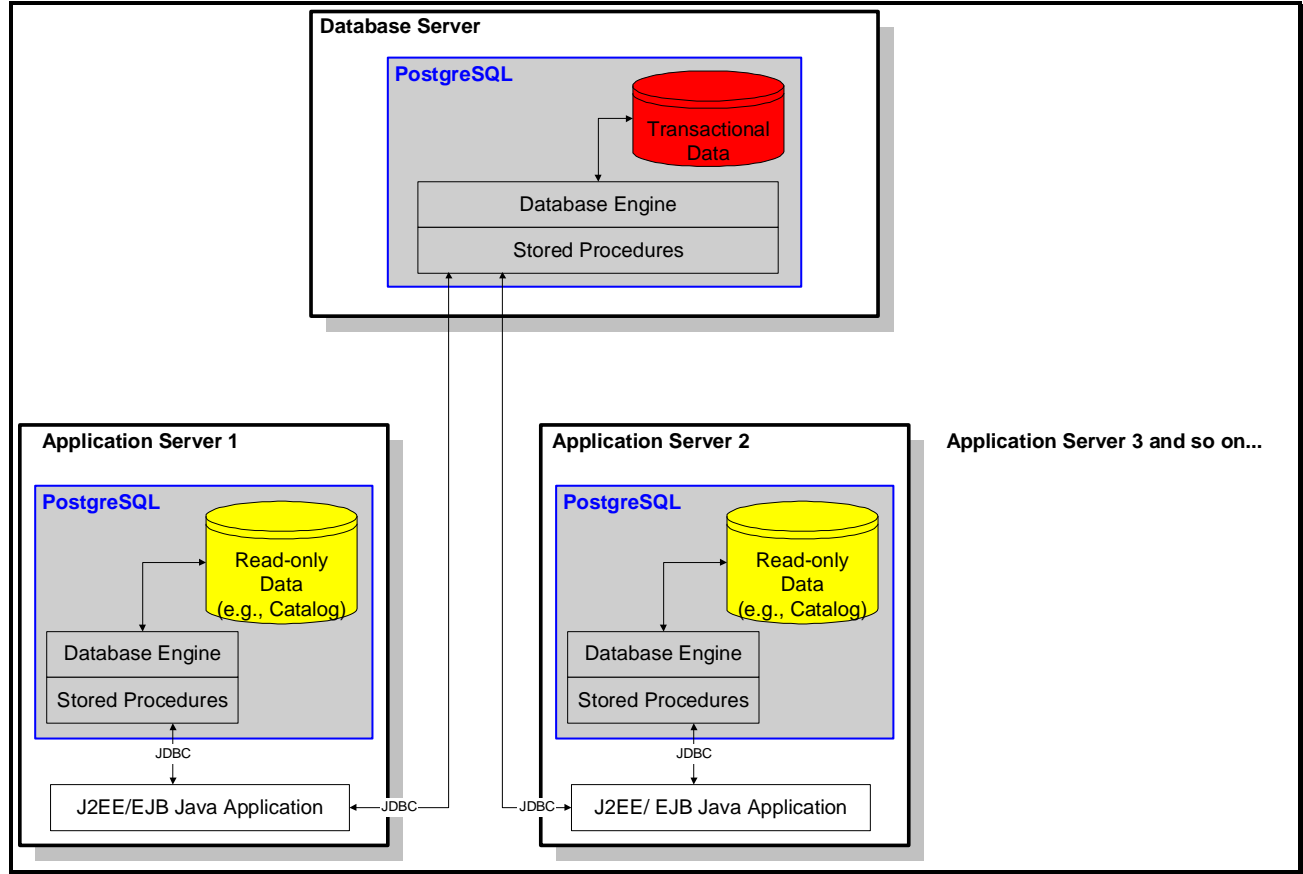 Database Server
PostgreSQL
Transactional
Data
Database Engine
Stored Procedures
Application Server 1
PostgreSQL
Read-only
Data
(e.g., Catalog)
Database Engine
Stored Procedures
JDBC
J2EE/EJB Java Application
JDBC
Application Server 2
PostgreSQL
Read-only
Data
(e.g., Catalog)
Database Engine
Stored Procedures
JDBC
JDBC
J2EE/ EJB Java Application
Application Server 3 and so on...